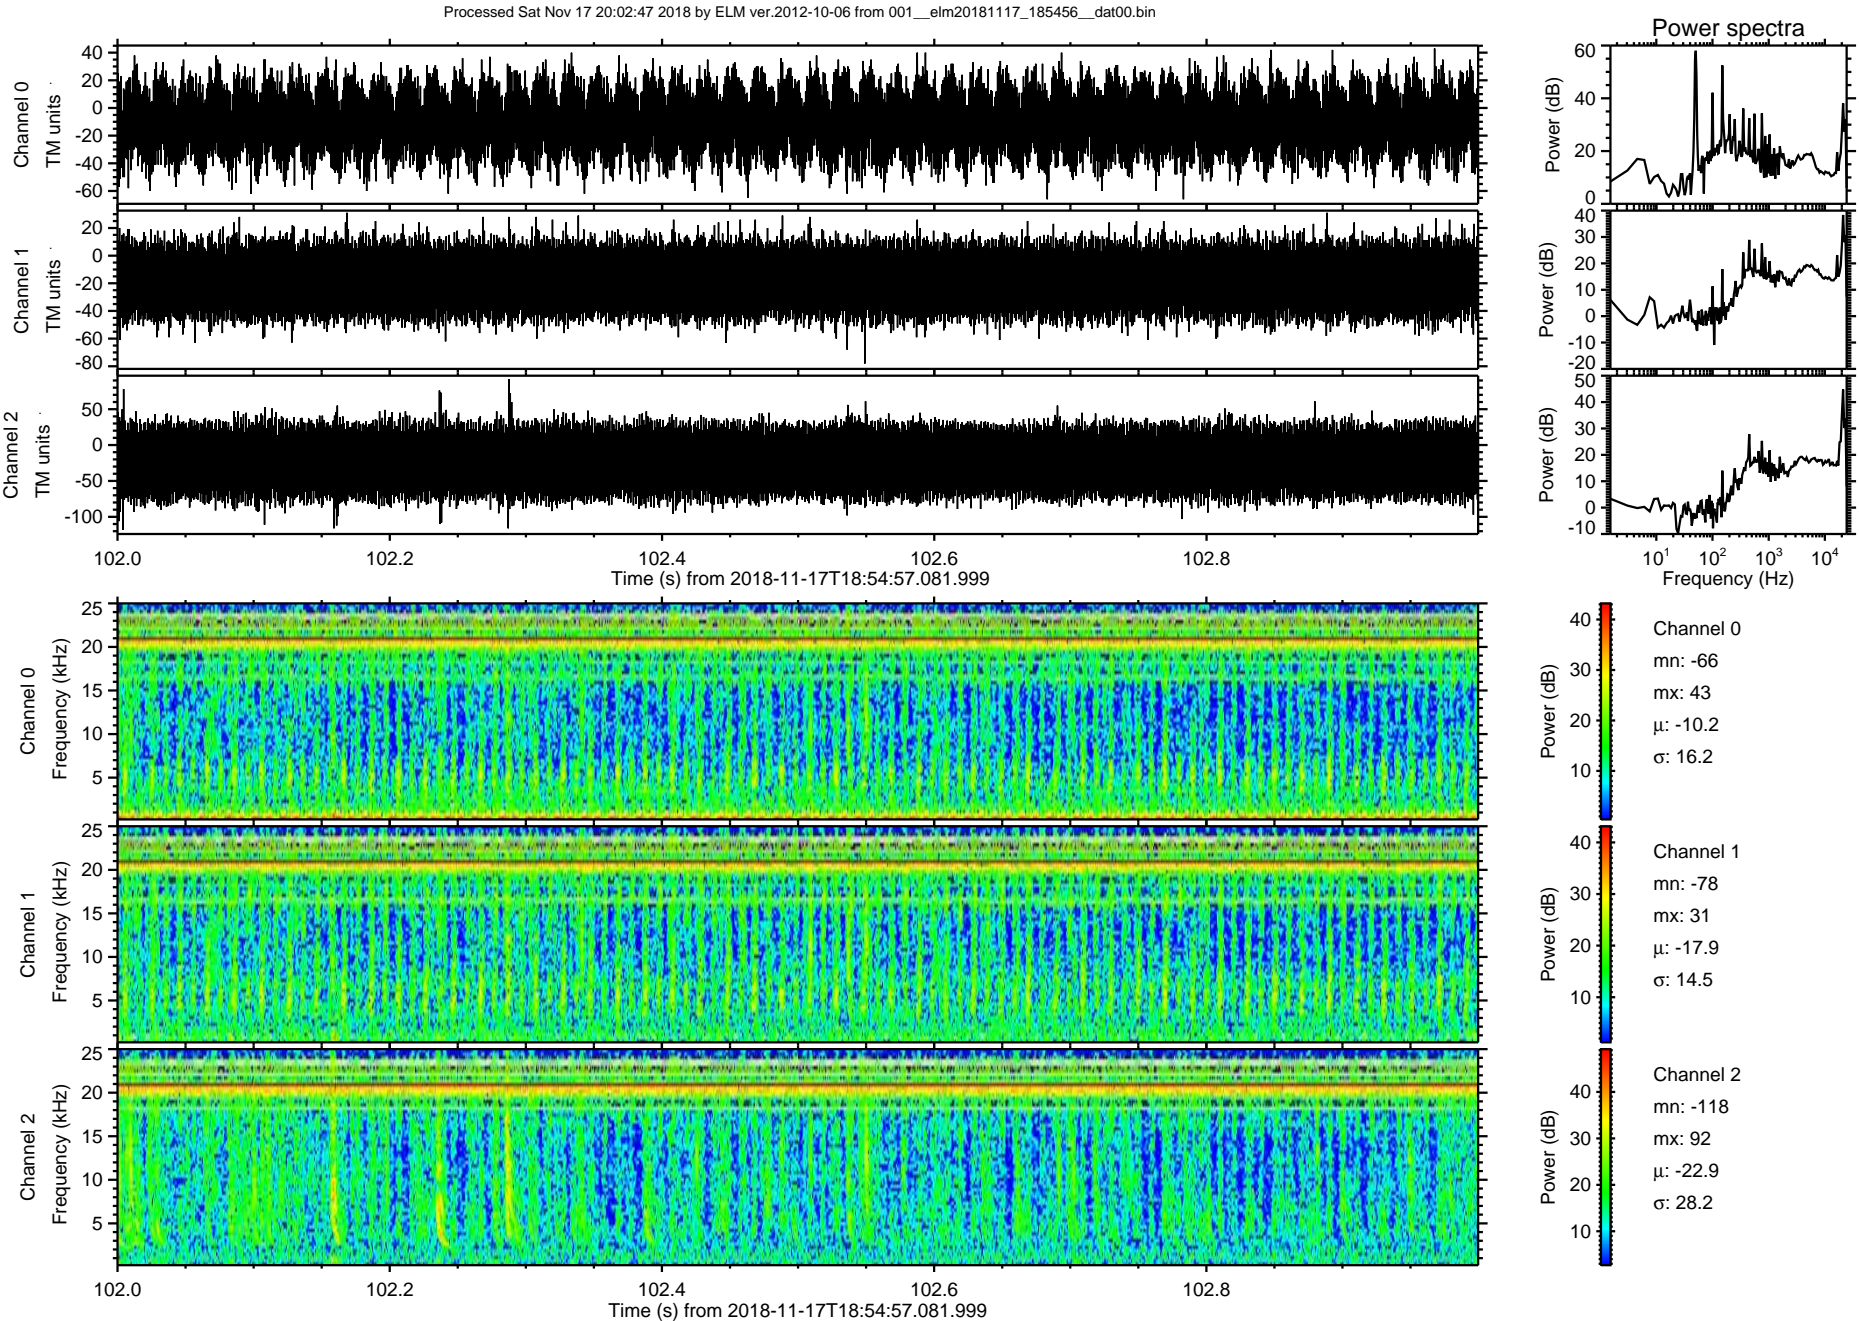 Processed Sat Nov 17 20:02:47 2018 by ELM ver.2012-10-06 from 001__elm20181117_185456__dat00.bin
Power spectra
Channel 0
TM units
40
20
0
-20
-40
-60
Power (dB)
60
40
20
0
Channel 1
TM units
20
0
-20
-40
-60
-80
Power (dB)
40
30
20
10
0
-10
-20
Channel 2
TM units
50
0
-50
-100
Power (dB)
50
40
30
20
10
0
-10
102.0 102.2 102.4 102.6 102.8
Time (s) from 2018-11-17T18:54:57.081.999
10^1 10^2 10^3 10^4
Frequency (Hz)
Channel 0
Frequency (kHz)
25
20
15
10
5
Power (dB)
40
30
20
10
Channel 0
mn: -66
mx: 43
μ: -10.2
σ: 16.2
Channel 1
Frequency (kHz)
25
20
15
10
5
Power (dB)
40
30
20
10
Channel 1
mn: -78
mx: 31
μ: -17.9
σ: 14.5
Channel 2
Frequency (kHz)
25
20
15
10
5
Power (dB)
40
30
20
10
Channel 2
mn: -118
mx: 92
μ: -22.9
σ: 28.2
102.0 102.2 102.4 102.6 102.8
Time (s) from 2018-11-17T18:54:57.081.999